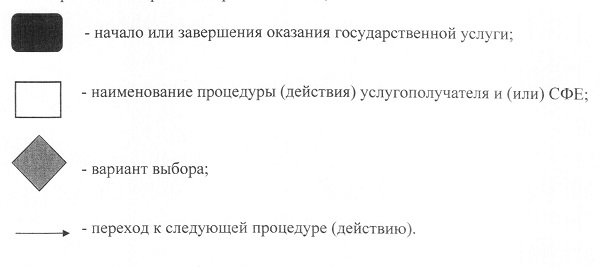 - начало или завершения оказания государственной услуги;
- наименование процедуры (действия) услугополучателя и (или) СФЕ;
- вариант выбора;
- переход к следующей процедуре (действию).